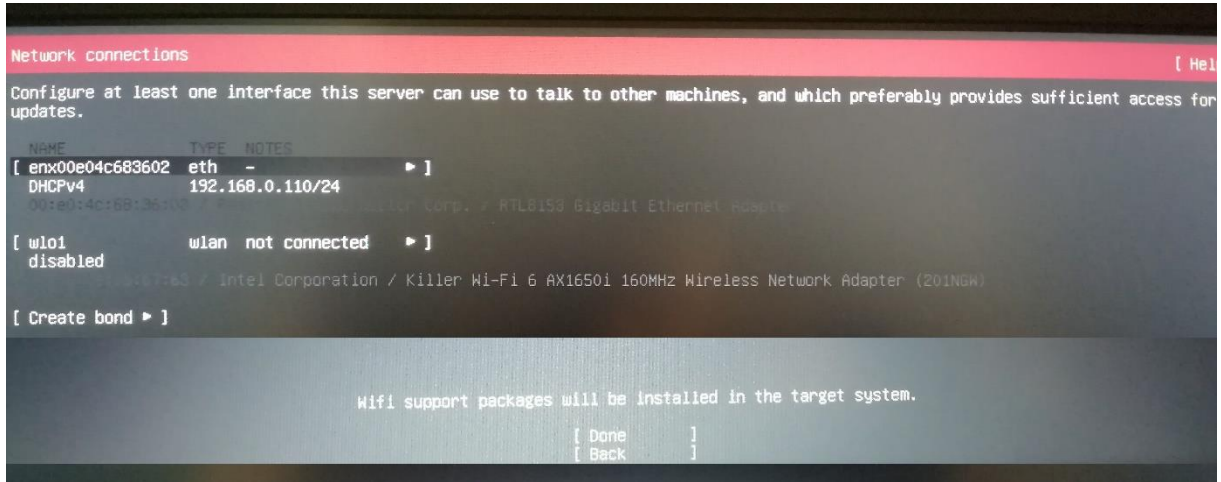 Network connections
[ Hel
Configure at least one interface this server can use to talk to other machines, and which preferably provides sufficient access for
updates.
NAME TYPE NOTES
[ enx00e04c683602 eth - ▸ ]
DHCPv4 192.168.0.110/24
Corp. / RTL8153 Gigabit Ethernet
[ wlo1 wlan not connected ▸ ]
disabled
/ Intel Corporation / Killer Wi-Fi 6 AX1650i 160MHz Wireless Network Adapter (201NGW)
[ Create bond ▸ ]
Wifi support packages will be installed in the target system.
[ Done ]
[ Back ]